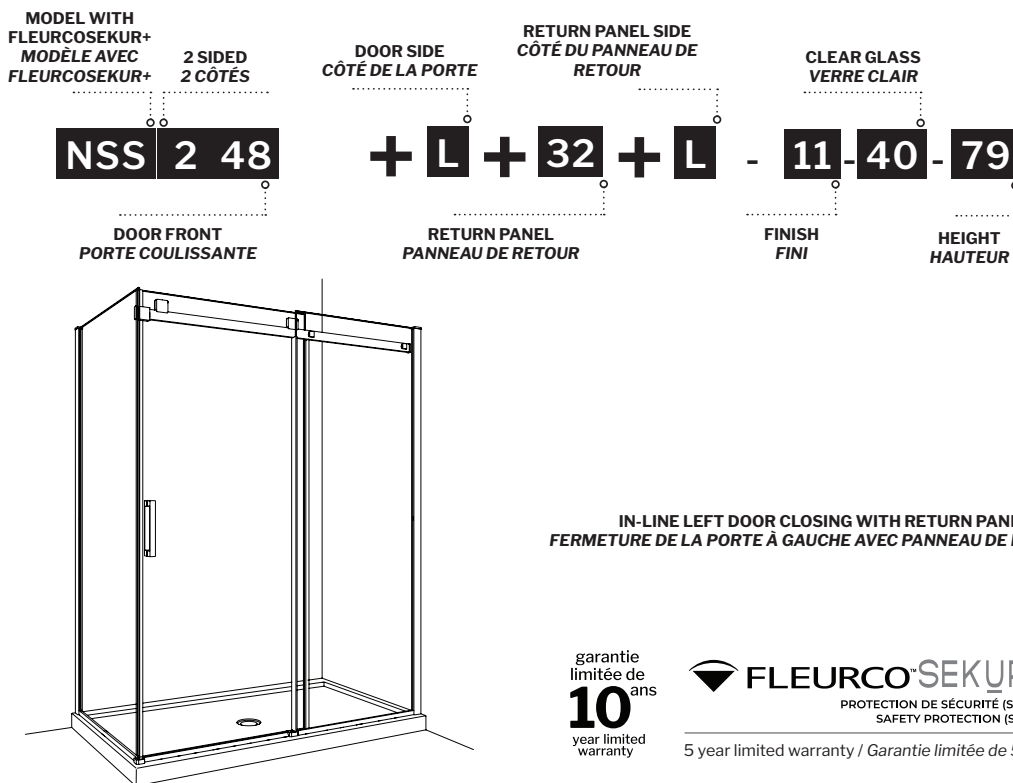 MODEL WITH
FLEURCOSEKUR+
MODÈLE AVEC
FLEURCOSEKUR+
2 SIDED
2 CÔTÉS
DOOR SIDE
CÔTÉ DE LA PORTE
RETURN PANEL SIDE
CÔTÉ DU PANNEAU DE
RETOUR
CLEAR GLASS
VERRE CLAIR
NSS 2 48 + L + 32 + L - 11 - 40 - 79
DOOR FRONT
PORTE COULISSANTE
RETURN PANEL
PANNEAU DE RETOUR
FINISH
FINI
HEIGHT
HAUTEUR
IN-LINE LEFT DOOR CLOSING WITH RETURN
FERMETURE DE LA PORTE À GAUCHE AVEC PANNEAU DE
garantie
limitée de
10 ans
year limited
warranty
FLEURCO™ SEKUR
PROTECTION DE SÉCURITÉ
SAFETY PROTECTION
5 year limited warranty / Garantie limitée de